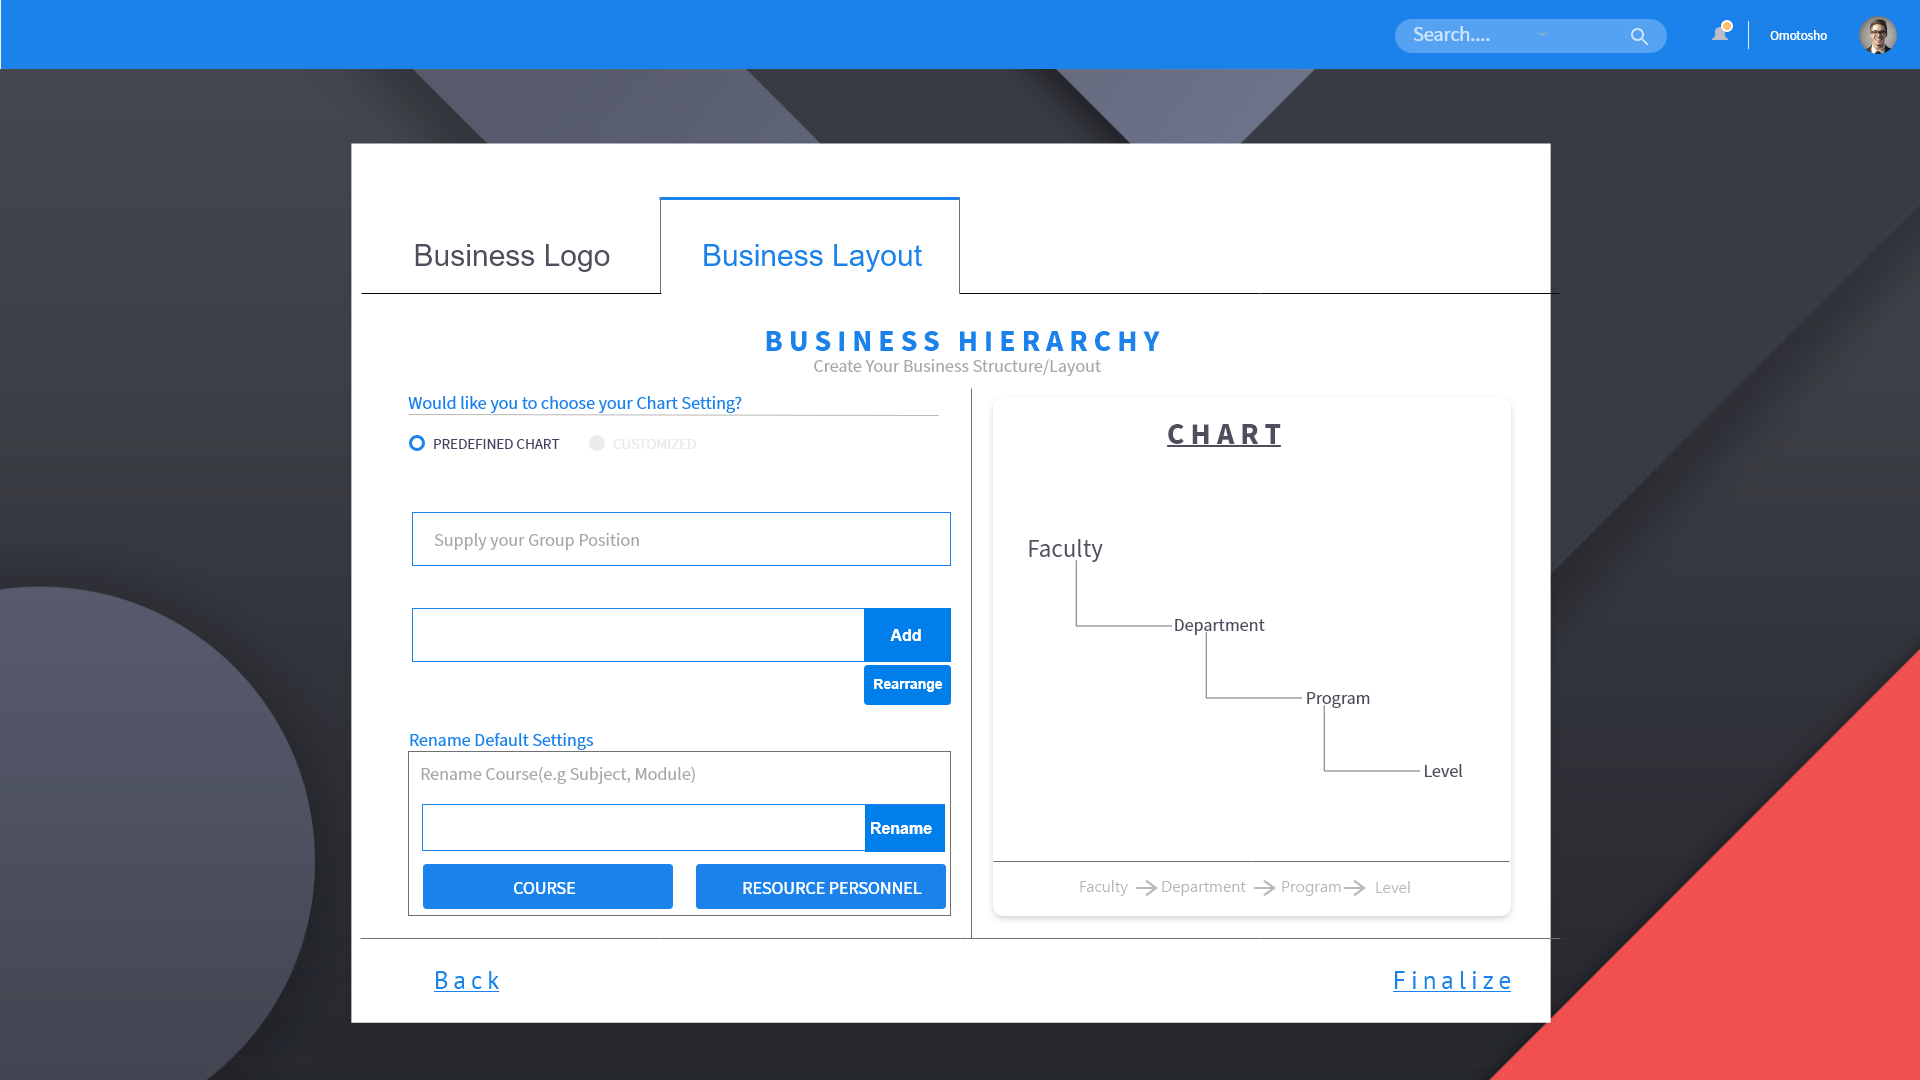 Search....
Omotosho
Business Logo
Business Layout
BUSINESS HIERARCHY
Create Your Business Structure/Layout
Would like you to choose your Chart Setting?
PREDEFINED CHART
CUSTOMIZED
Supply your Group Position
Add
Rearrange
Rename Default Settings
Rename Course(e.g Subject, Module)
Rename
COURSE
RESOURCE PERSONNEL
CHART
Faculty
Department
Program
Level
Faculty → Department → Program → Level
Back
Finalize